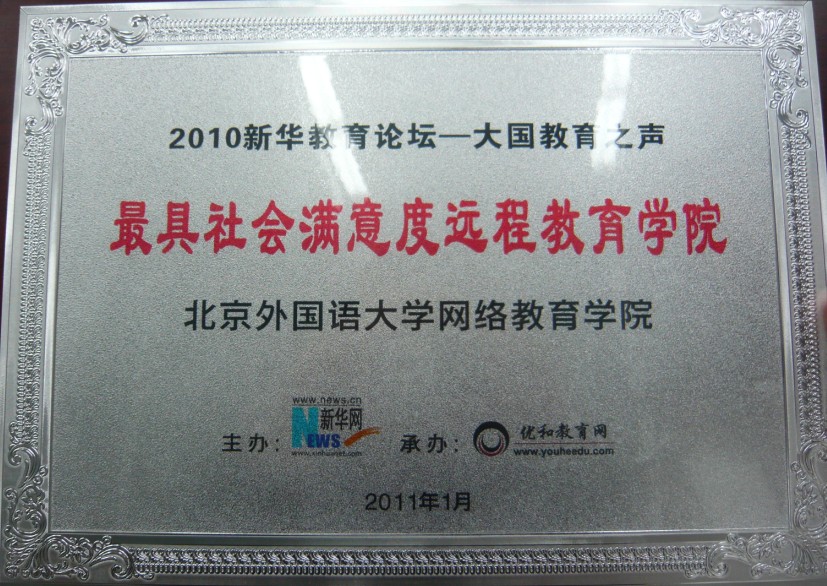 2010新华教育论坛—大国教育之声
最具社会满意度远程教育学院
北京外国语大学网络教育学院
www.news.cn
主办：新华网 NEWS 承办：优和教育网
www.xinhuanet.com www.youheedu.com
2011年1月